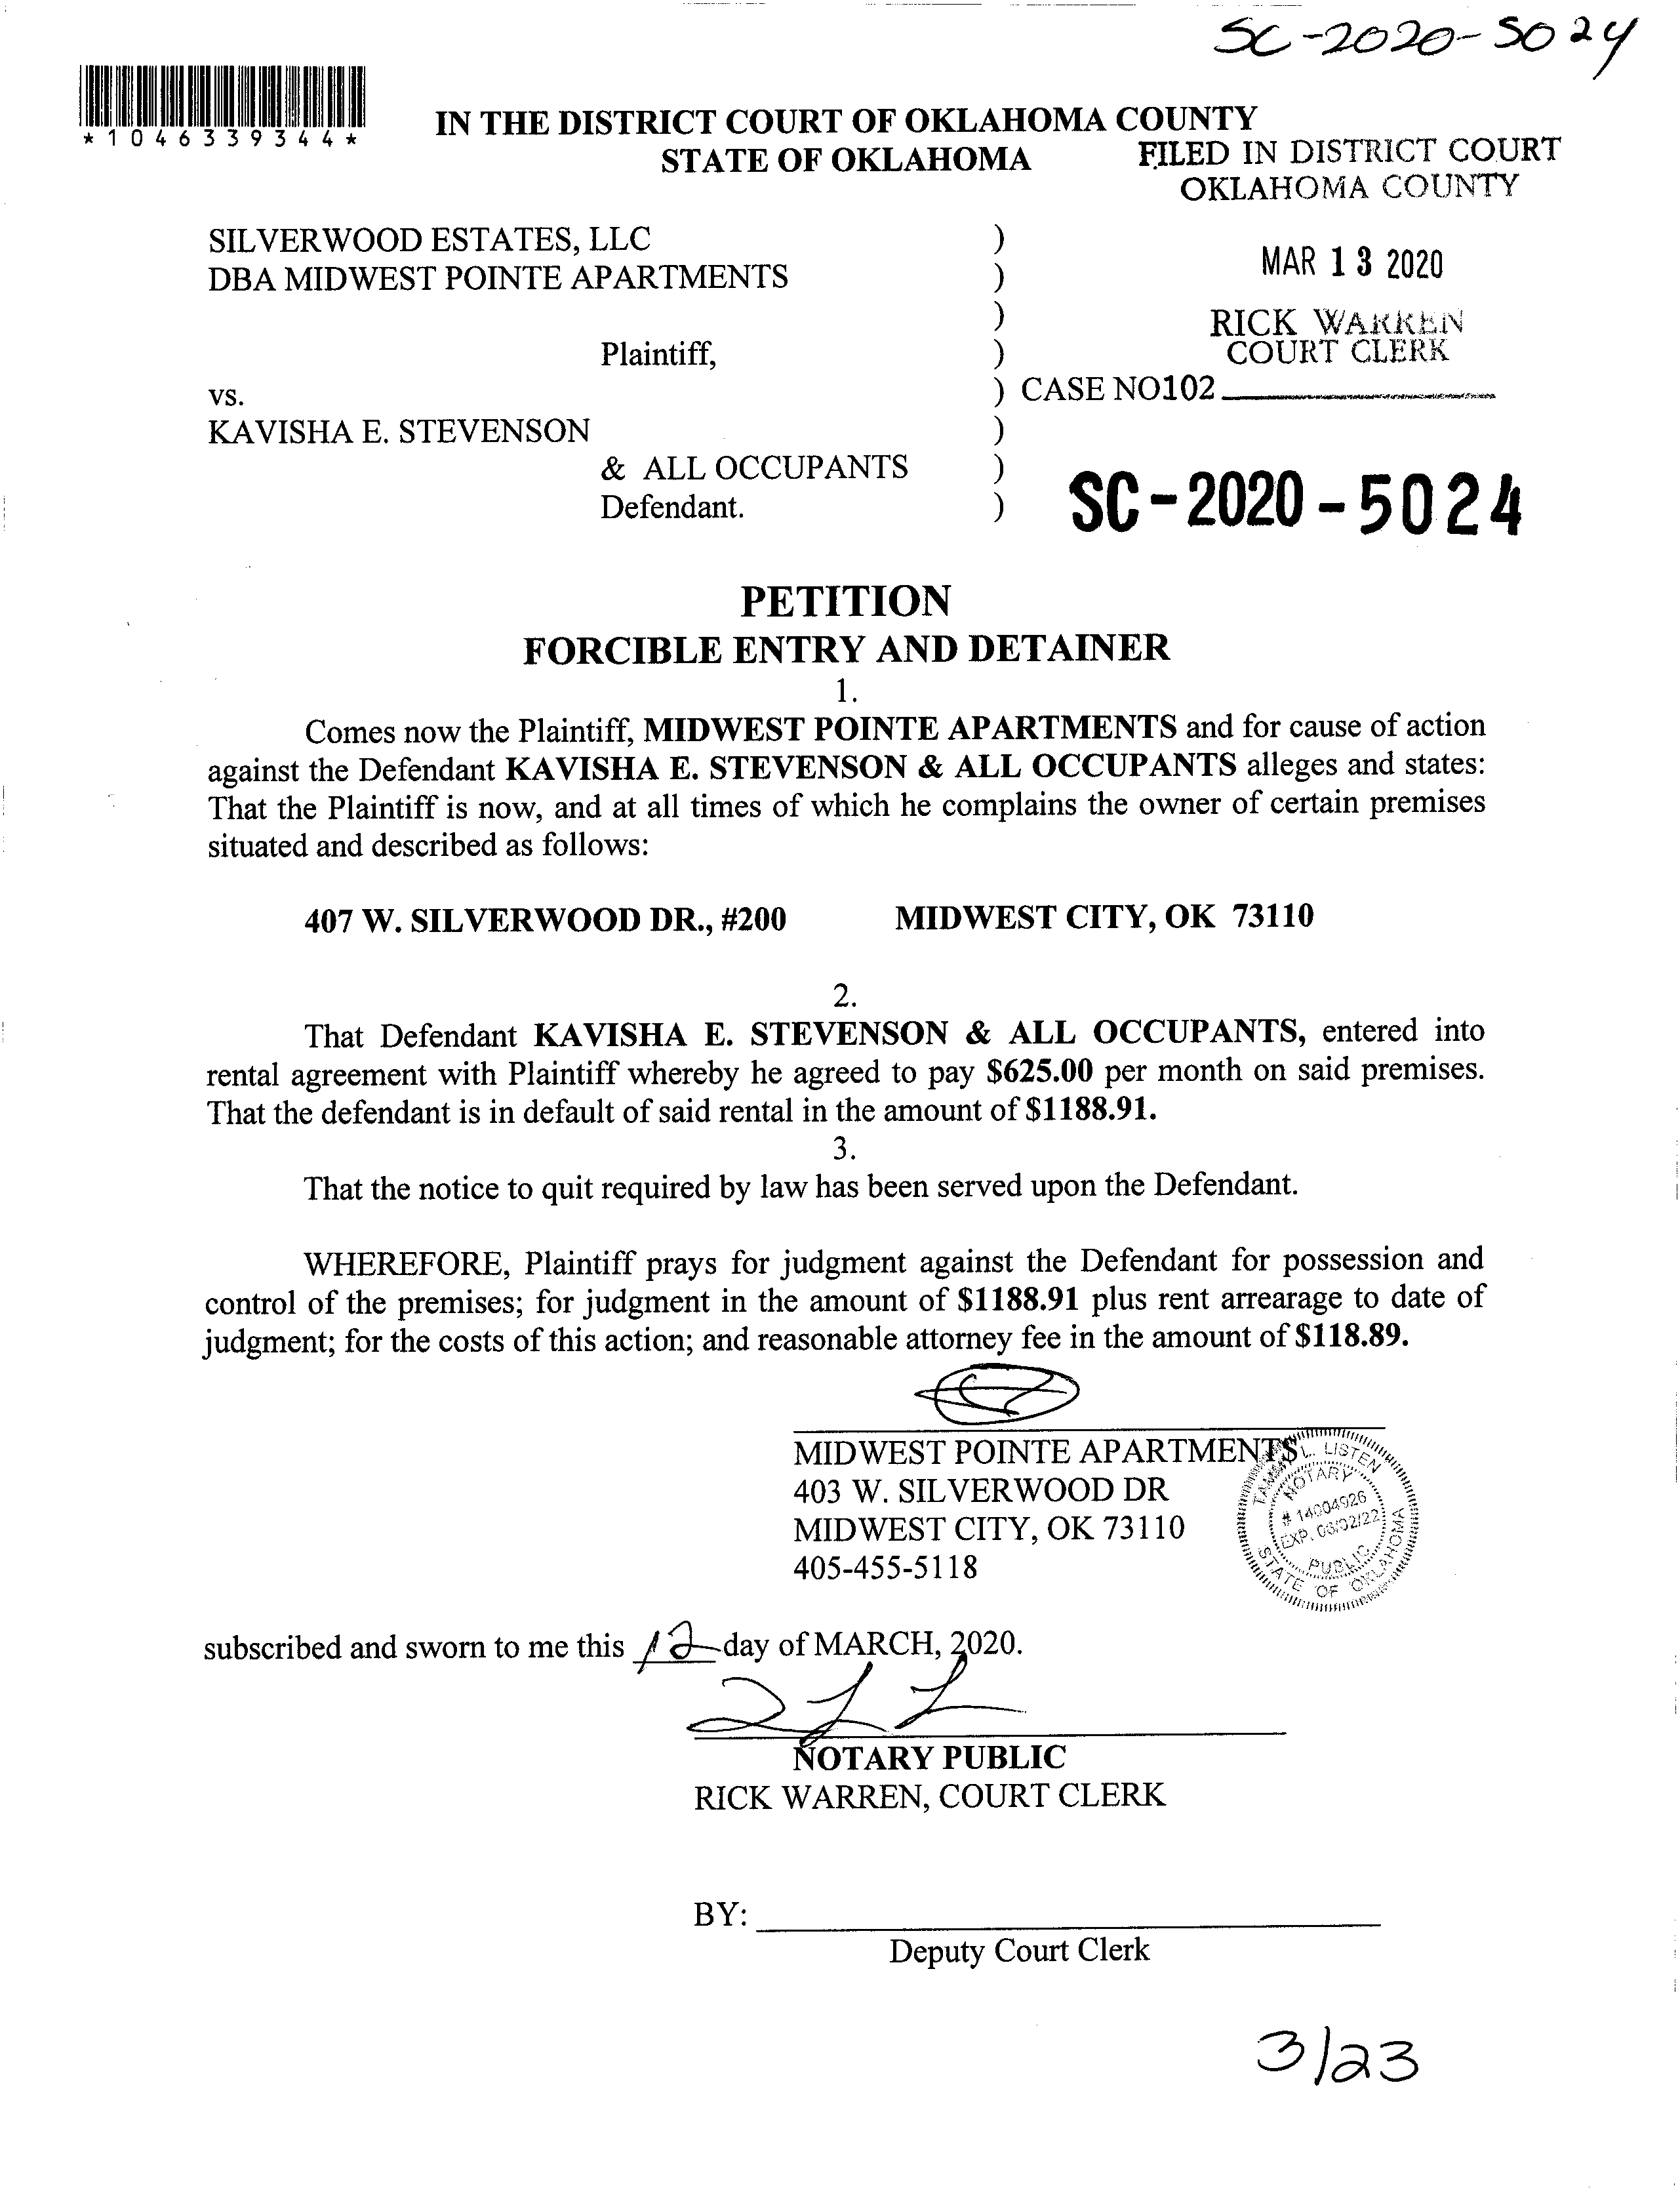 SC-2020-5024
*1046339344*
IN THE DISTRICT COURT OF OKLAHOMA COUNTY
STATE OF OKLAHOMA
FILED IN DISTRICT COURT
OKLAHOMA COUNTY
SILVERWOOD ESTATES, LLC )
DBA MIDWEST POINTE APARTMENTS )
MAR 13 2020
)
RICK WARREN
Plaintiff, )
COURT CLERK
vs. ) CASE NO102
KAVISHA E. STEVENSON )
& ALL OCCUPANTS )
Defendant. )
SC-2020-5024
PETITION
FORCIBLE ENTRY AND DETAINER
1.
Comes now the Plaintiff, MIDWEST POINTE APARTMENTS and for cause of action
against the Defendant KAVISHA E. STEVENSON & ALL OCCUPANTS alleges and states:
That the Plaintiff is now, and at all times of which he complains the owner of certain premises
situated and described as follows:
407 W. SILVERWOOD DR., #200 MIDWEST CITY, OK 73110
2.
That Defendant KAVISHA E. STEVENSON & ALL OCCUPANTS, entered into
rental agreement with Plaintiff whereby he agreed to pay $625.00 per month on said premises.
That the defendant is in default of said rental in the amount of $1188.91.
3.
That the notice to quit required by law has been served upon the Defendant.
WHEREFORE, Plaintiff prays for judgment against the Defendant for possession and
control of the premises; for judgment in the amount of $1188.91 plus rent arrearage to date of
judgment; for the costs of this action; and reasonable attorney fee in the amount of $118.89.
MIDWEST POINTE APARTMENTS
403 W. SILVERWOOD DR
MIDWEST CITY, OK 73110
405-455-5118
L. LISTEN
NOTARY
# 14004926
EXP. 06/02/22
PUBLIC
STATE OF OKLAHOMA
subscribed and sworn to me this 12 day of MARCH, 2020.
NOTARY PUBLIC
RICK WARREN, COURT CLERK
BY:
Deputy Court Clerk
3/23